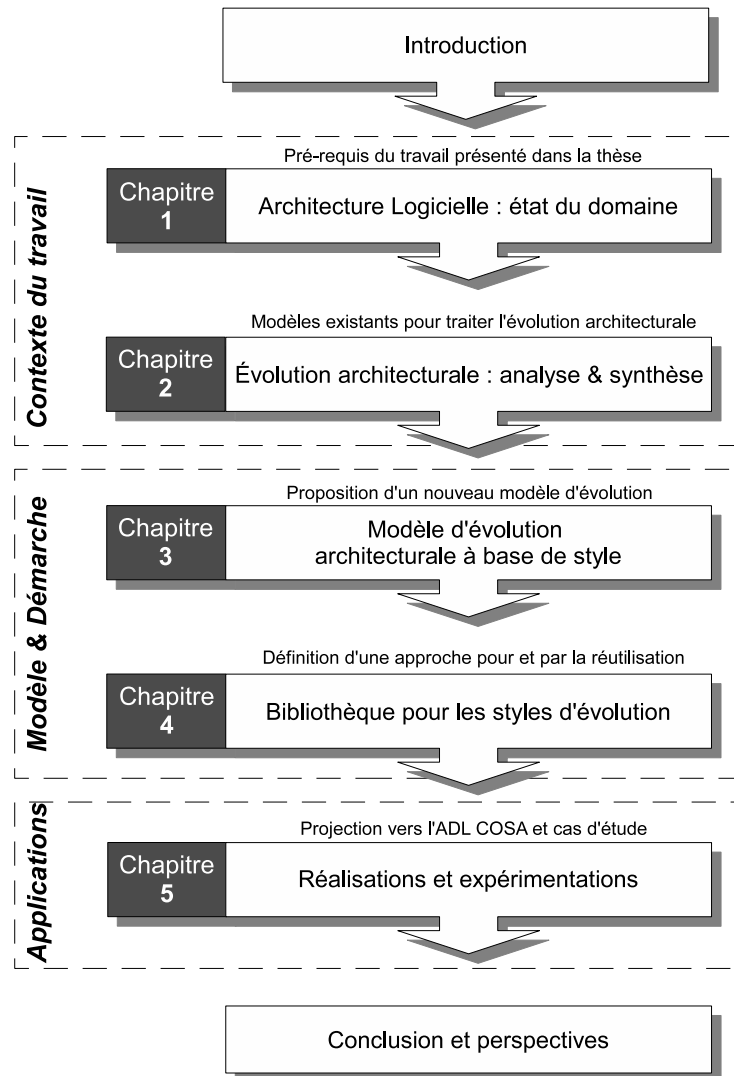 Introduction
Contexte du travail
Pré-requis du travail présenté dans la thèse
Chapitre
1
Architecture Logicielle : état du domaine
Modèles existants pour traiter l'évolution architecturale
Chapitre
2
Évolution architecturale : analyse & synthèse
Modèle & Démarche
Proposition d'un nouveau modèle d'évolution
Chapitre
3
Modèle d'évolution
architecturale à base de style
Définition d'une approche pour et par la réutilisation
Chapitre
4
Bibliothèque pour les styles d'évolution
Applications
Projection vers l'ADL COSA et cas d'étude
Chapitre
5
Réalisations et expérimentations
Conclusion et perspectives